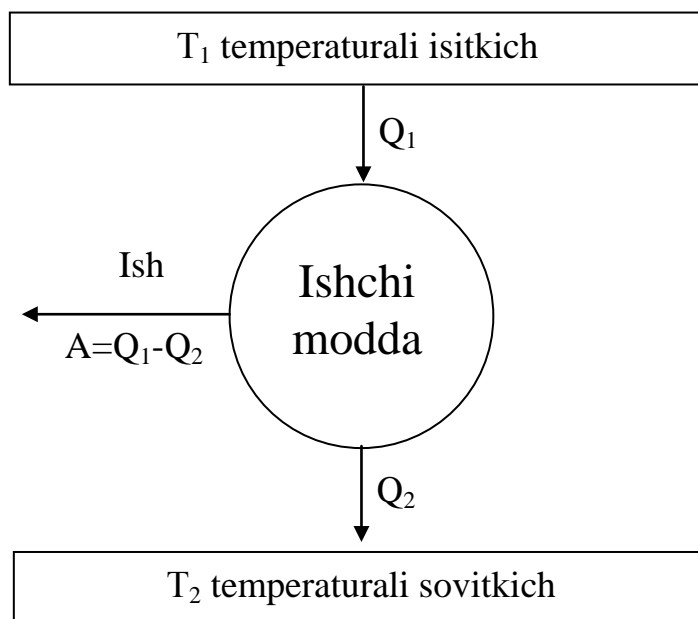 T₁ temperaturali isitkich
Q₁
Ish
A=Q₁-Q₂
Ishchi
modda
Q₂
T₂ temperaturali sovitkich